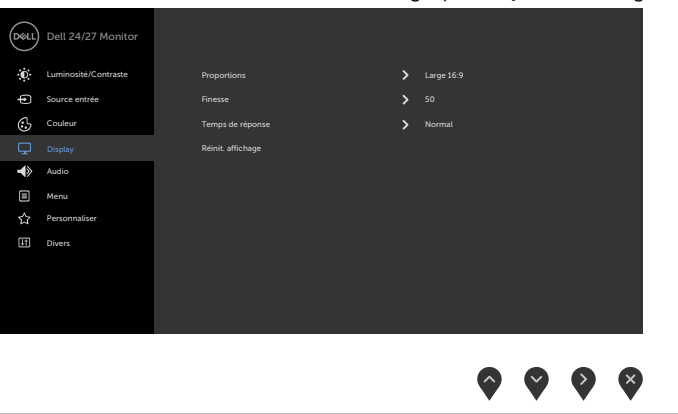 DELL
Dell 24/27 Monitor
Luminosité/Contraste
Source entrée
Couleur
Display
Audio
Menu
Personnaliser
Divers
Proportions Large 16:9
Finesse 50
Temps de réponse Normal
Réinit. affichage